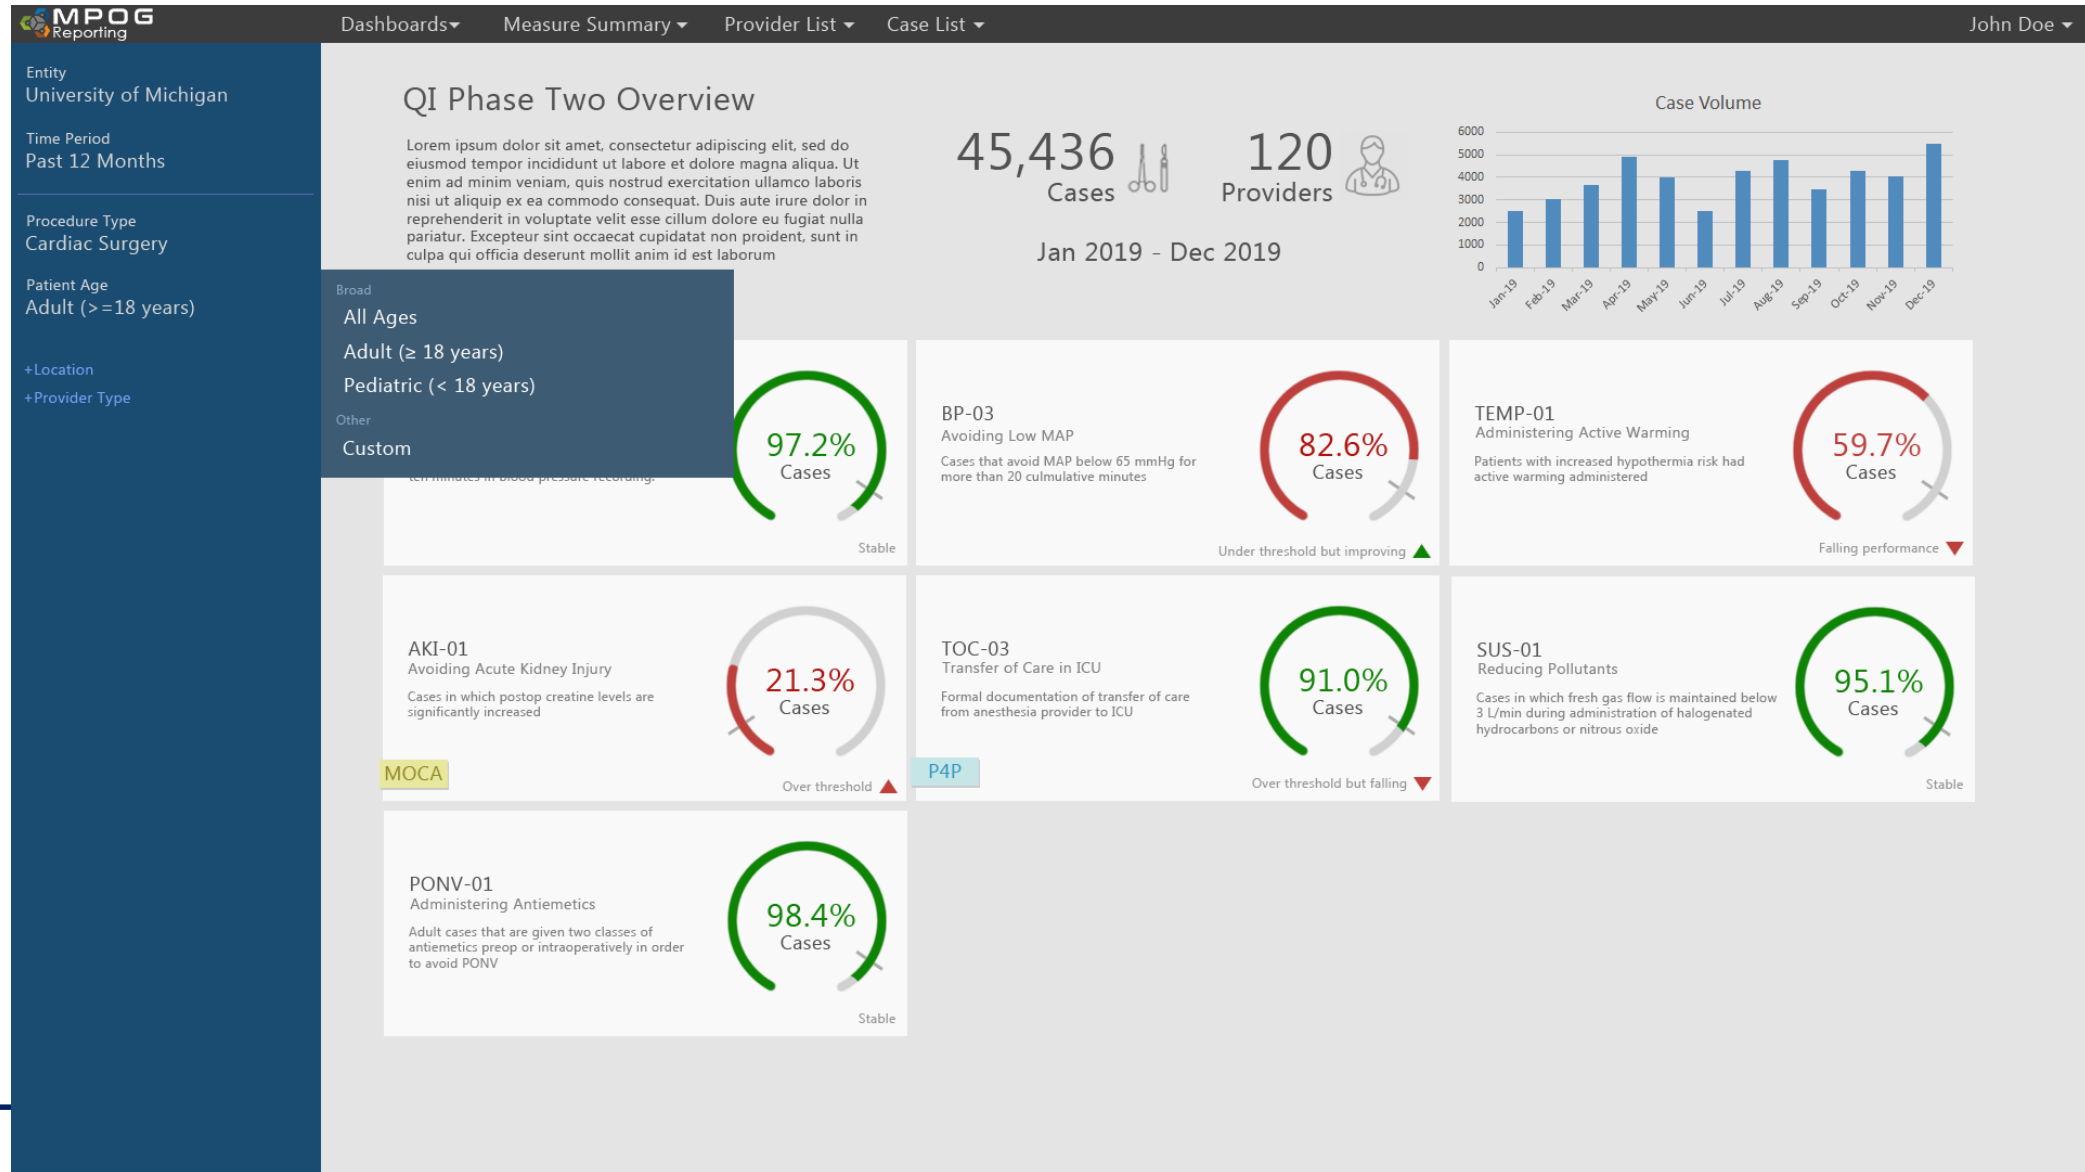 MPOG
Reporting
Dashboards
Measure Summary
Provider List
Case List
John Doe
Entity
University of Michigan
Time Period
Past 12 Months
Procedure Type
Cardiac Surgery
Patient Age
Adult (>=18 years)
+Location
+Provider Type
QI Phase Two Overview
Lorem ipsum dolor sit amet, consectetur adipiscing elit, sed do
eiusmod tempor incididunt ut labore et dolore magna aliqua. Ut
enim ad minim veniam, quis nostrud exercitation ullamco laboris
nisi ut aliquip ex ea commodo consequat. Duis aute irure dolor in
reprehenderit in voluptate velit esse cillum dolore eu fugiat nulla
pariatur. Excepteur sint occaecat cupidatat non proident, sunt in
culpa qui officia deserunt mollit anim id est laborum
45,436
Cases
120
Providers
Jan 2019 - Dec 2019
Case Volume
6000
5000
4000
3000
2000
1000
0
Jan-19
Feb-19
Mar-19
Apr-19
May-19
Jun-19
Jul-19
Aug-19
Sep-19
Oct-19
Nov-19
Dec-19
Broad
All Ages
Adult (≥ 18 years)
Pediatric (< 18 years)
Other
Custom
ten minutes in blood pressure recording.
97.2%
Cases
Stable
BP-03
Avoiding Low MAP
Cases that avoid MAP below 65 mmHg for
more than 20 culmulative minutes
82.6%
Cases
Under threshold but improving
TEMP-01
Administering Active Warming
Patients with increased hypothermia risk had
active warming administered
59.7%
Cases
Falling performance
AKI-01
Avoiding Acute Kidney Injury
Cases in which postop creatine levels are
significantly increased
21.3%
Cases
MOCA
Over threshold
TOC-03
Transfer of Care in ICU
Formal documentation of transfer of care
from anesthesia provider to ICU
91.0%
Cases
P4P
Over threshold but falling
SUS-01
Reducing Pollutants
Cases in which fresh gas flow is maintained below
3 L/min during administration of halogenated
hydrocarbons or nitrous oxide
95.1%
Cases
Stable
PONV-01
Administering Antiemetics
Adult cases that are given two classes of
antiemetics preop or intraoperatively in order
to avoid PONV
98.4%
Cases
Stable